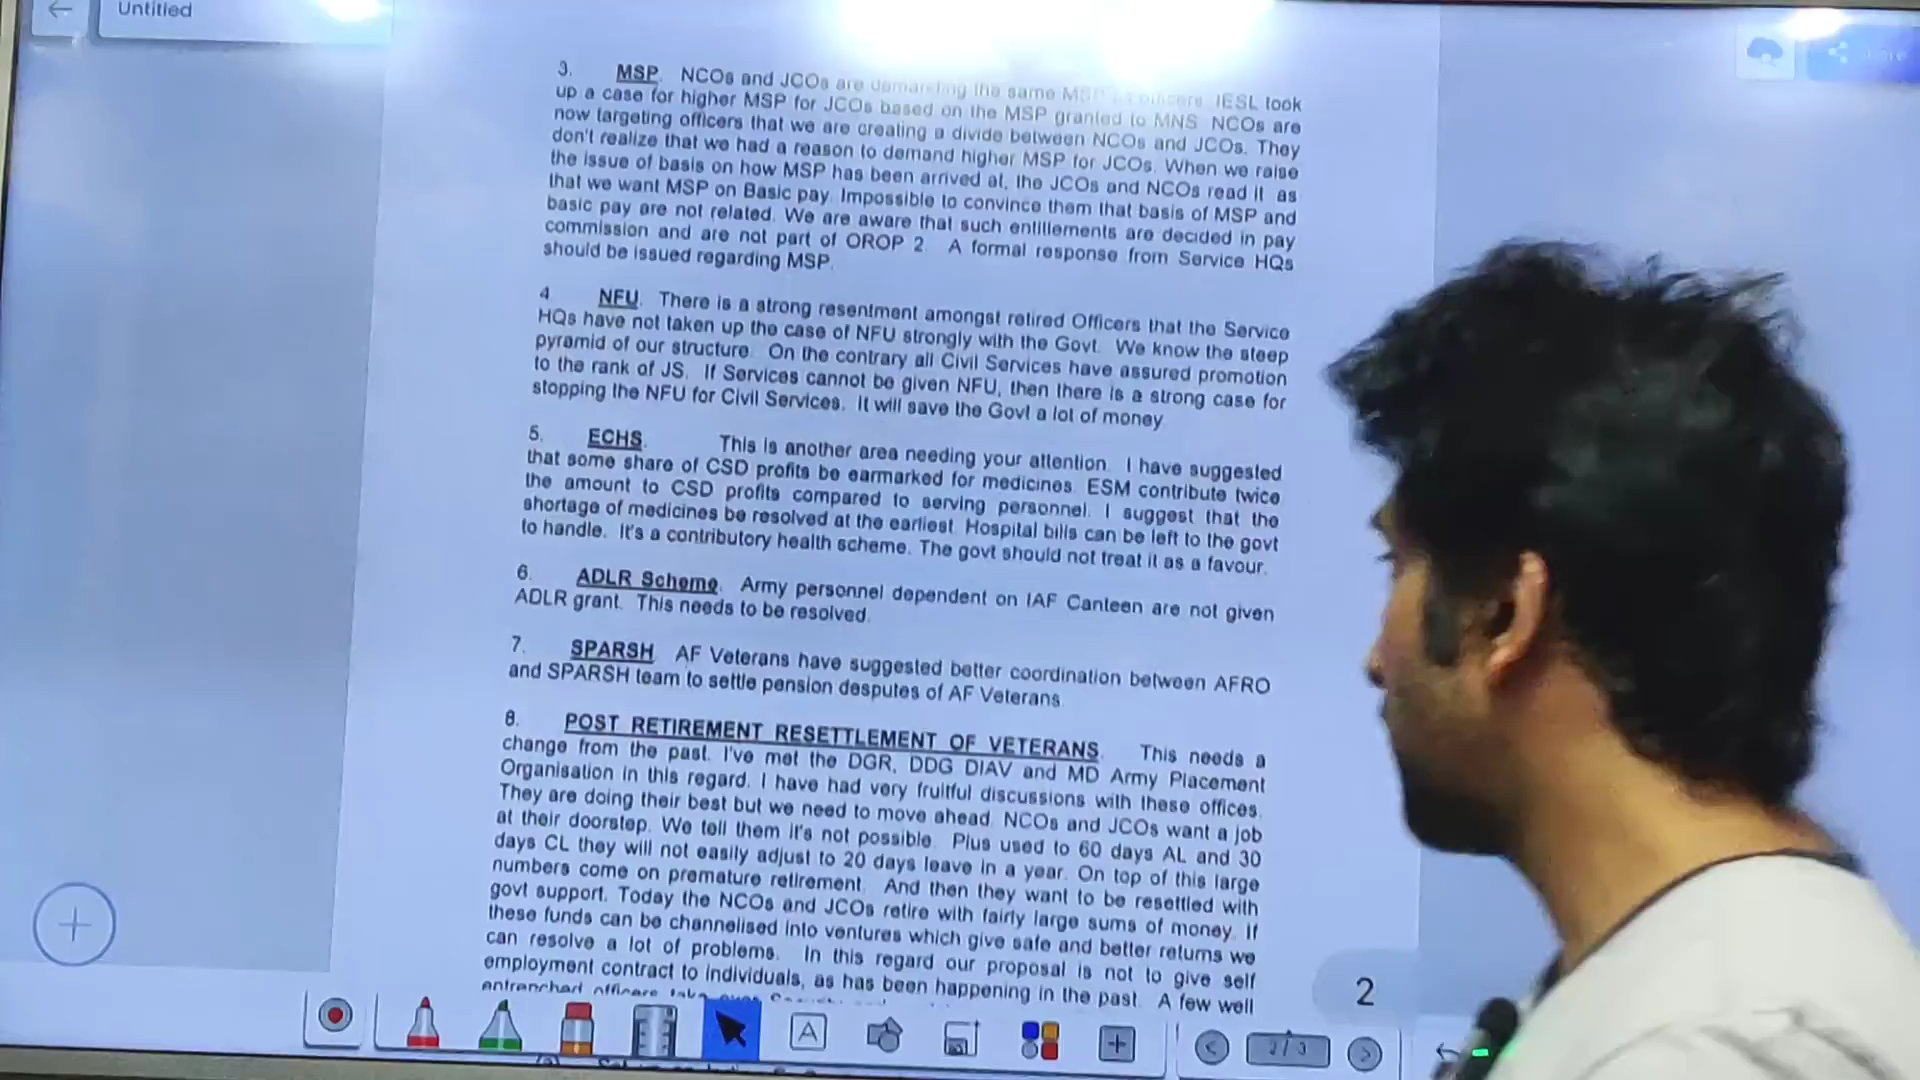 Untitled
3. MSP. NCOs and JCOs are demanding the same MSP officers. IESL took
up a case for higher MSP for JCOs based on the MSP granted to MNS. NCOs are
now targeting officers that we are creating a divide between NCOs and JCOs. They
don't realize that we had a reason to demand higher MSP for JCOs. When we raise
the issue of basis on how MSP has been arrived at, the JCOs and NCOs read it as
that we want MSP on Basic pay. Impossible to convince them that basis of MSP and
basic pay are not related. We are aware that such entitlements are decided in pay
commission and are not part of OROP 2. A formal response from Service HQs
should be issued regarding MSP.
4 NFU. There is a strong resentment amongst retired Officers that the Service
HQs have not taken up the case of NFU strongly with the Govt. We know the steep
pyramid of our structure. On the contrary all Civil Services have assured promotion
to the rank of JS. If Services cannot be given NFU, then there is a strong case for
stopping the NFU for Civil Services. It will save the Govt a lot of money
5. ECHS. This is another area needing your attention. I have suggested
that some share of CSD profits be earmarked for medicines. ESM contribute twice
the amount to CSD profits compared to serving personnel. I suggest that the
shortage of medicines be resolved at the earliest. Hospital bills can be left to the govt
to handle. It's a contributory health scheme. The govt should not treat it as a favour.
6. ADLR Scheme. Army personnel dependent on IAF Canteen are not given
ADLR grant. This needs to be resolved.
7. SPARSH. AF Veterans have suggested better coordination between AFRO
and SPARSH team to settle pension desputes of AF Veterans.
8. POST RETIREMENT RESETTLEMENT OF VETERANS. This needs a
change from the past. I've met the DGR, DDG DIAV and MD Army Placement
Organisation in this regard. I have had very fruitful discussions with these offices.
They are doing their best but we need to move ahead. NCOs and JCOs want a job
at their doorstep. We tell them it's not possible. Plus used to 60 days AL and 30
days CL they will not easily adjust to 20 days leave in a year. On top of this large
numbers come on premature retirement. And then they want to be resettled with
govt support. Today the NCOs and JCOs retire with fairly large sums of money. If
these funds can be channelised into ventures which give safe and better returns we
can resolve a lot of problems. In this regard our proposal is not to give self
employment contract to individuals, as has been happening in the past. A few well
entrenched officers take over
2
A
2/3